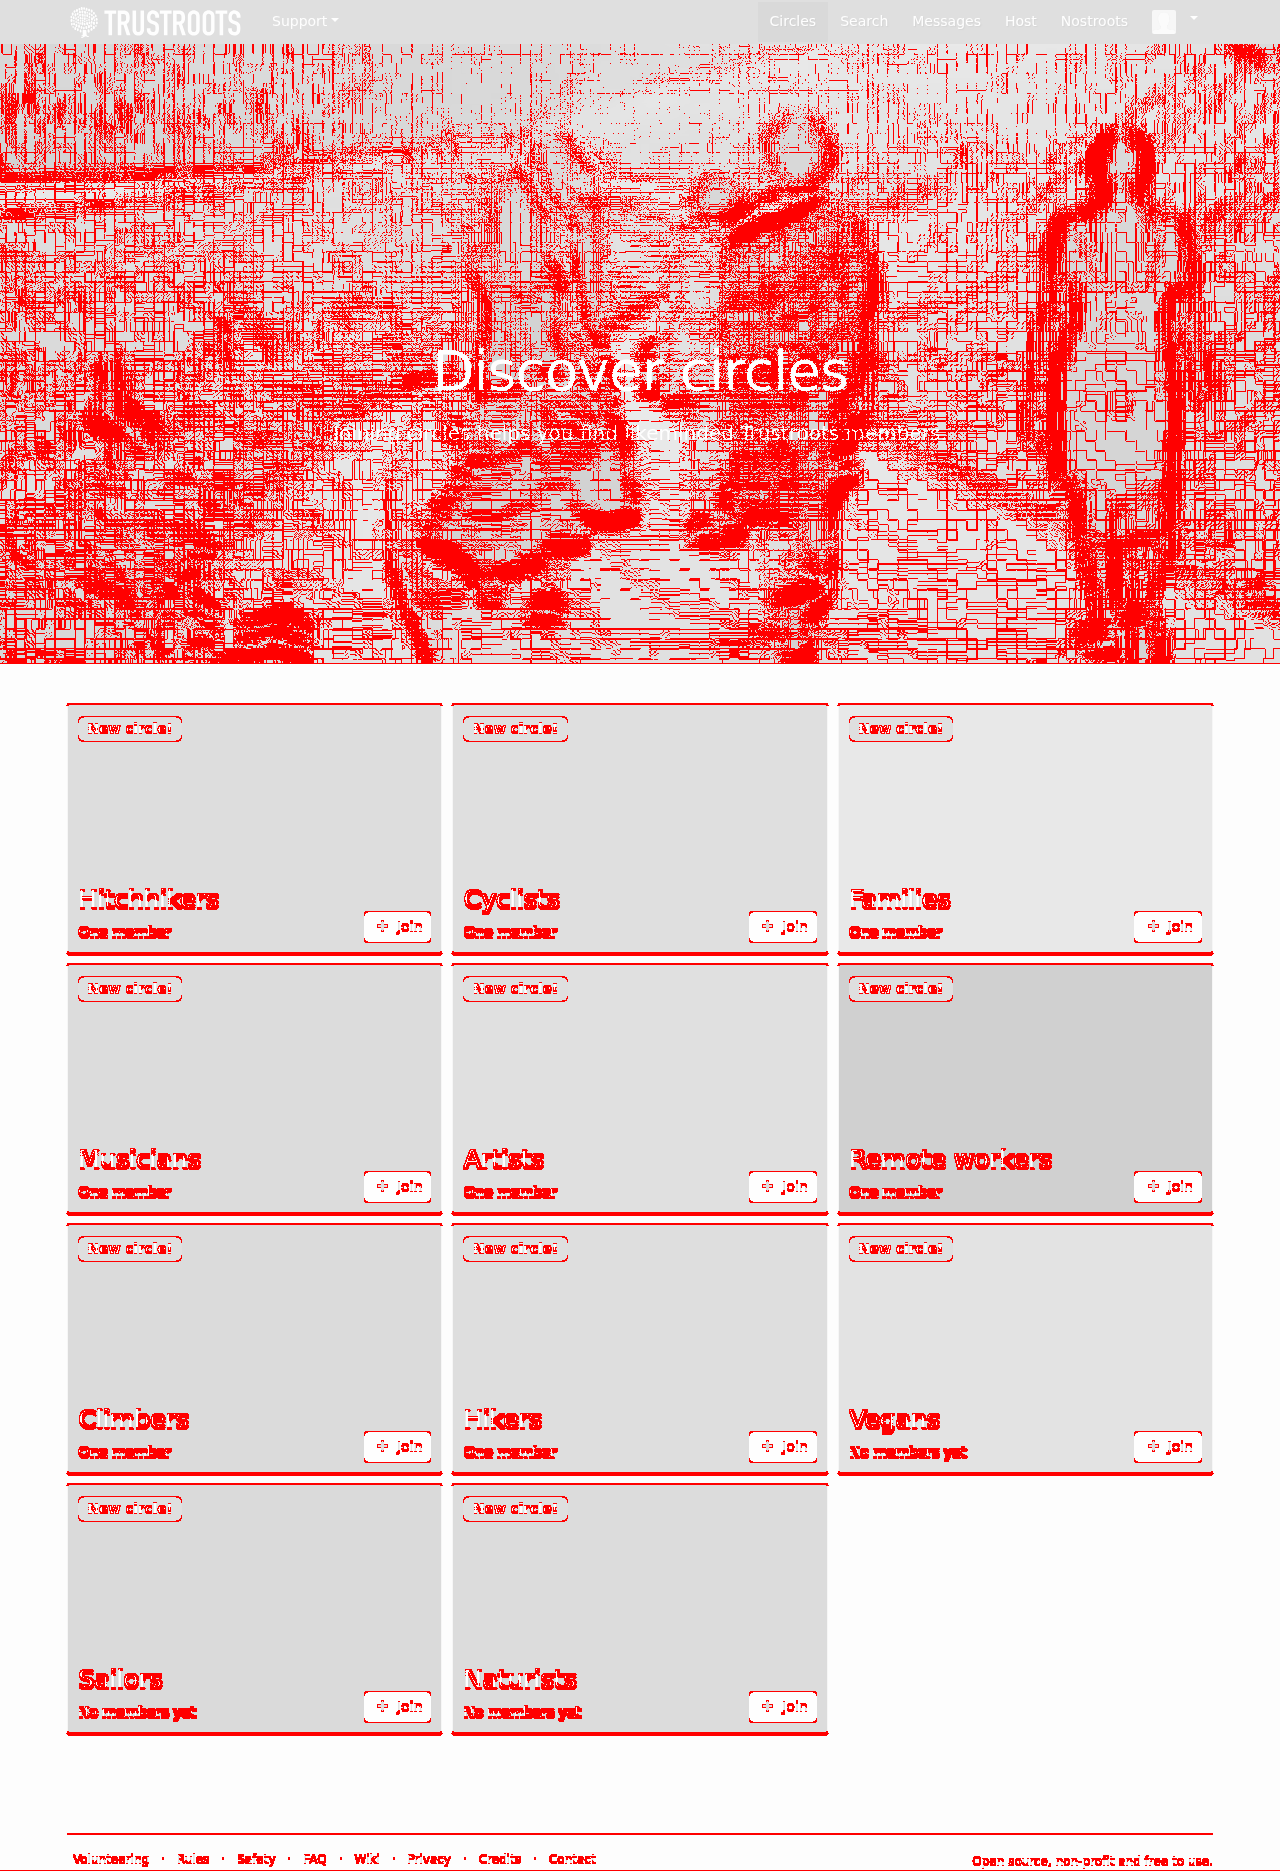 TRUSTROOTS
Support
Circles
Search
Messages
Host
Nostroots
Discover circles
you find
Trustroots members
New circle!
Hitchhikers
One member
+ Join
New circle!
Cyclists
One member
+ Join
New circle!
Families
One member
+ Join
New circle!
Musicians
One member
+ Join
New circle!
Artists
One member
+ Join
New circle!
Remote workers
One member
+ Join
New circle!
Climbers
One member
+ Join
New circle!
Hikers
One member
+ Join
New circle!
Vegans
No members yet
+ Join
New circle!
Sailors
No members yet
+ Join
New circle!
Naturists
No members yet
+ Join
Volunteering · Rules · Safety · FAQ · Wiki · Privacy · Credits · Contact
Open source, non-profit and free to use.